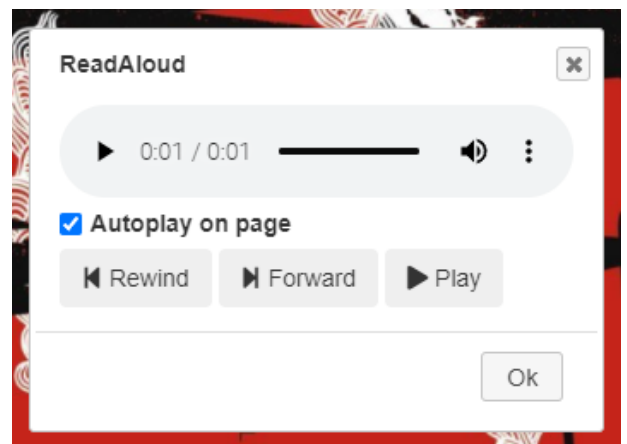 ReadAloud
0:01 / 0:01
Autoplay on page
Rewind Forward Play
Ok